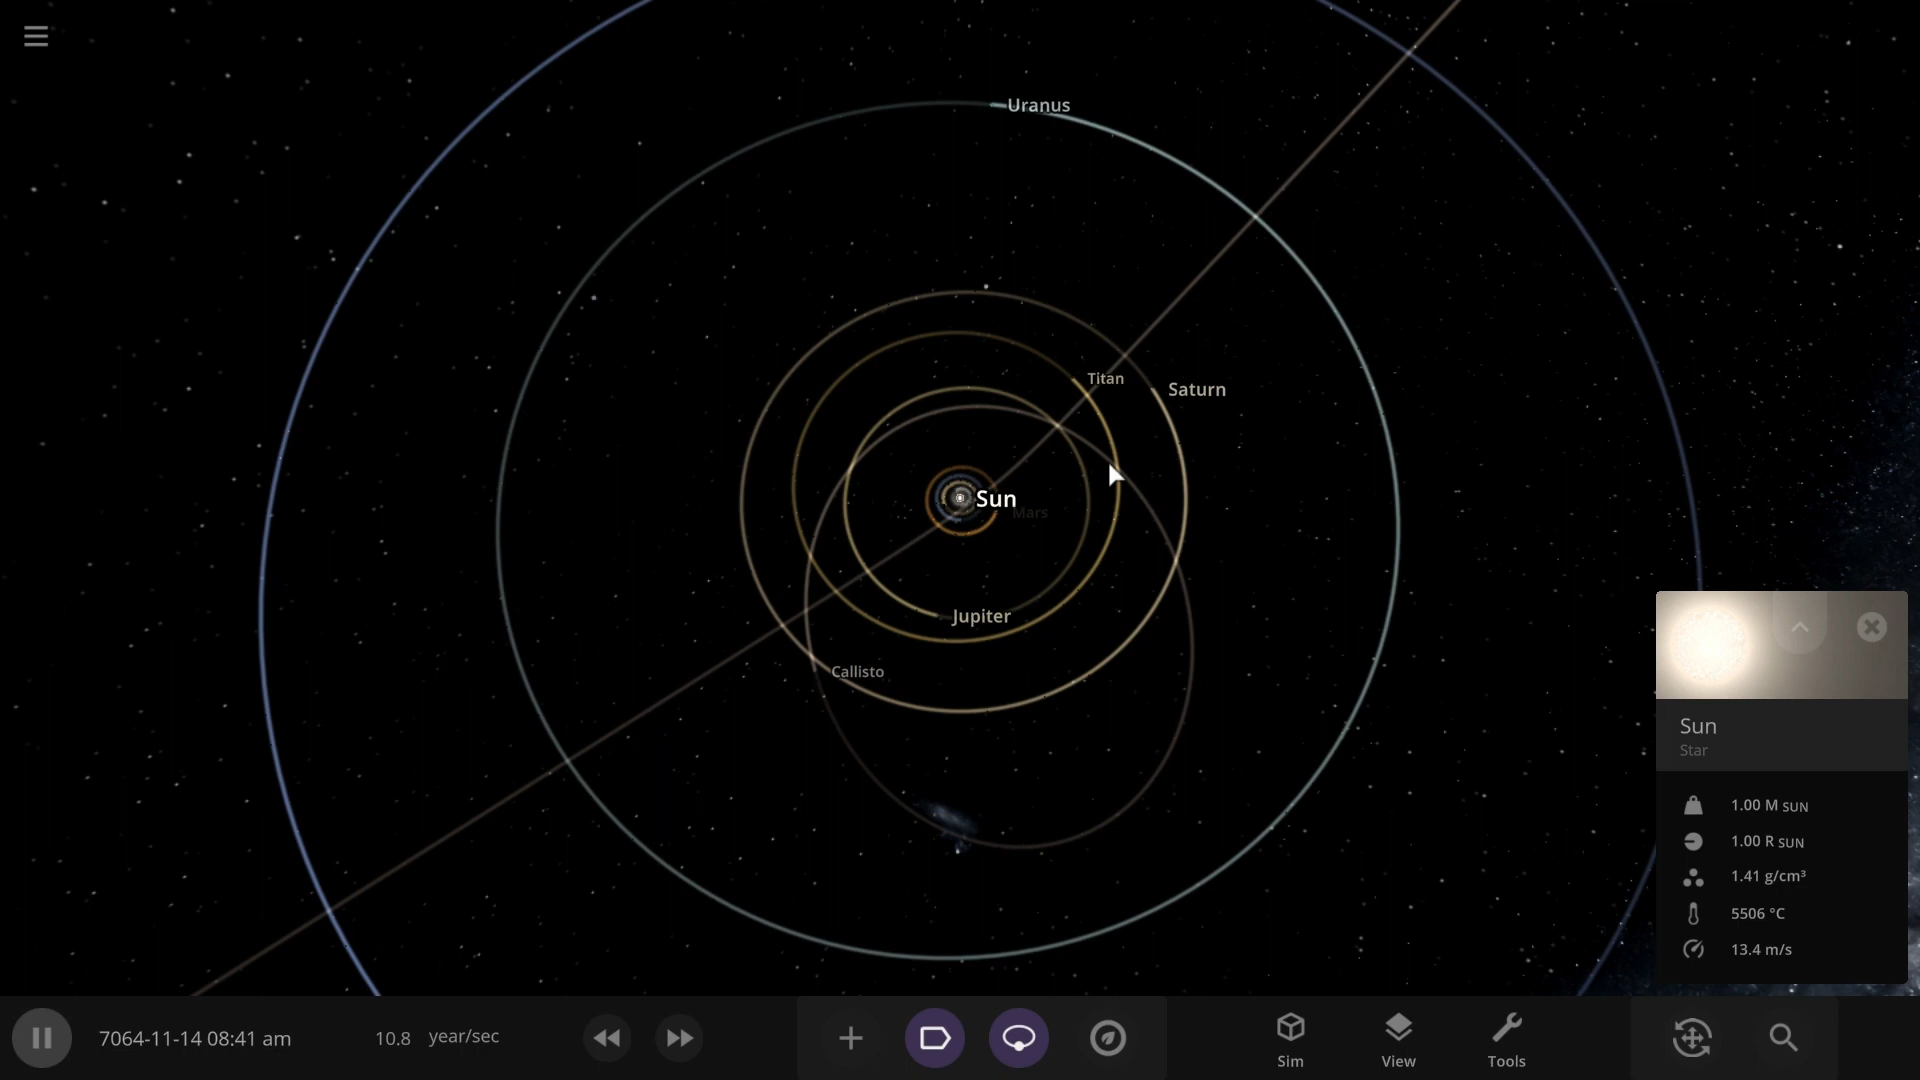 Uranus
Titan
Saturn
Sun
Mars
Jupiter
Callisto
Sun
Star
1.00 M SUN
1.00 R SUN
1.41 g/cm³
5506 °C
13.4 m/s
7064-11-14 08:41 am
10.8 year/sec
Sim
View
Tools